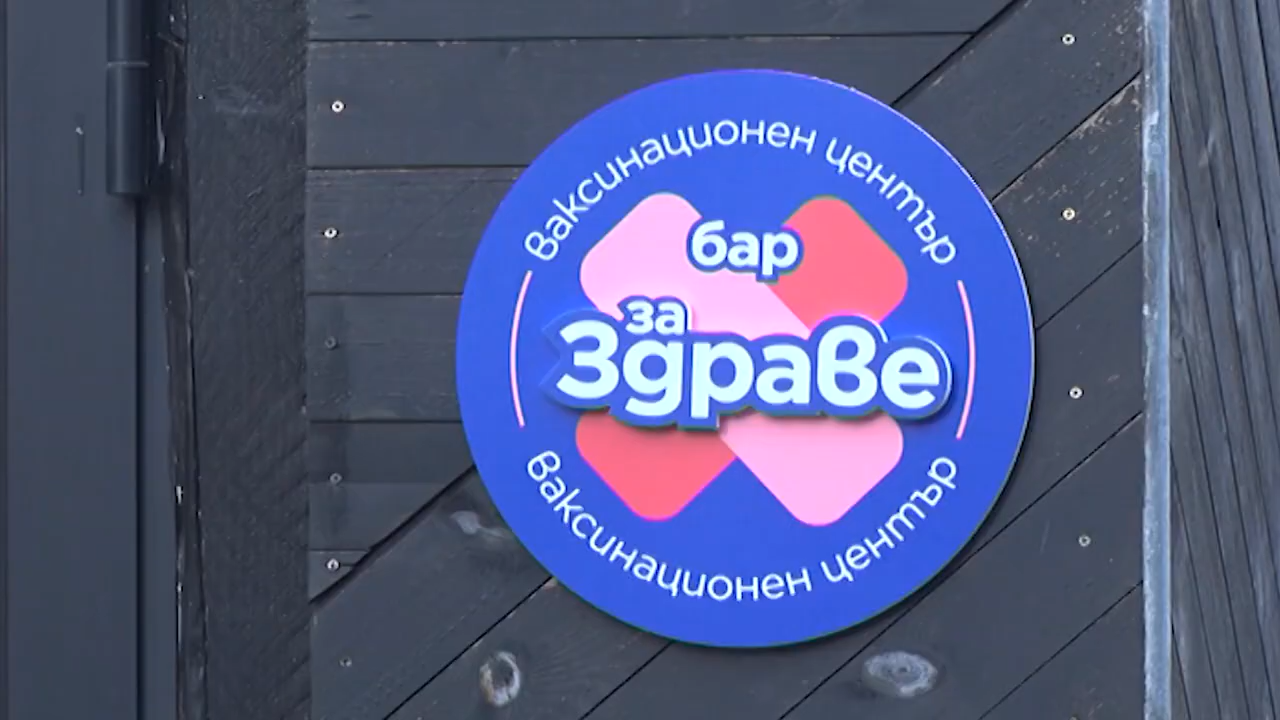 Ваксинационен център
бар
за
Здраве
Ваксинационен център